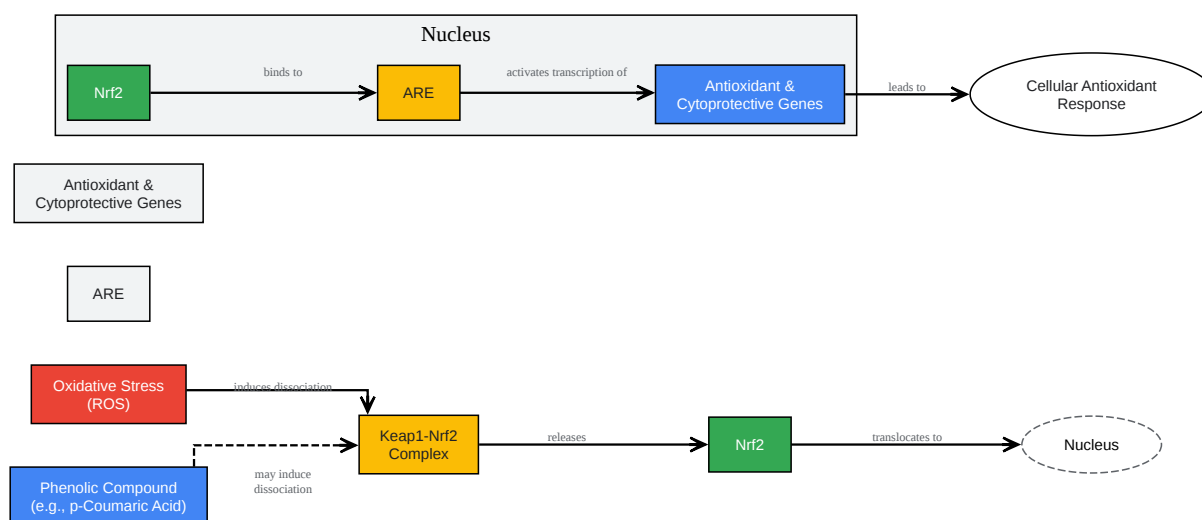 Nucleus
Nrf2
binds to
ARE
activates transcription of
Antioxidant &
Cytoprotective Genes
leads to
Cellular Antioxidant
Response
Antioxidant &
Cytoprotective Genes
ARE
Oxidative Stress
(ROS)
induces dissociation
Keap1-Nrf2
Complex
releases
Nrf2
translocates to
Nucleus
Phenolic Compound
(e.g., p-Coumaric Acid)
may induce
dissociation